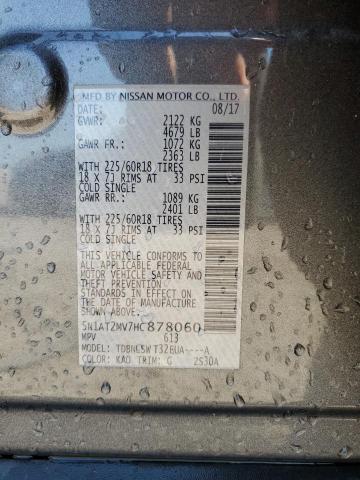 MFD BY NISSAN MOTOR CO., LTD.
DATE: 08/17
GVWR: 2122 KG
4679 LB
GAWR FR.: 1072 KG
2363 LB
WITH 225/60R18 TIRES
18 X 7J RIMS AT 33 PSI
COLD SINGLE
GAWR RR.: 1089 KG
2401 LB
WITH 225/60R18 TIRES
18 X 7J RIMS AT 33 PSI
COLD SINGLE
THIS VEHICLE CONFORMS TO
ALL APPLICABLE FEDERAL
MOTOR VEHICLE SAFETY
STANDARDS IN EFFECT ON
THE DATE OF MANUFACTURE
SHOWN ABOVE.
5N1AT2MV7HC878060
MPV 613
MODEL: T32
COLOR: KAD TRIM: G 2530A